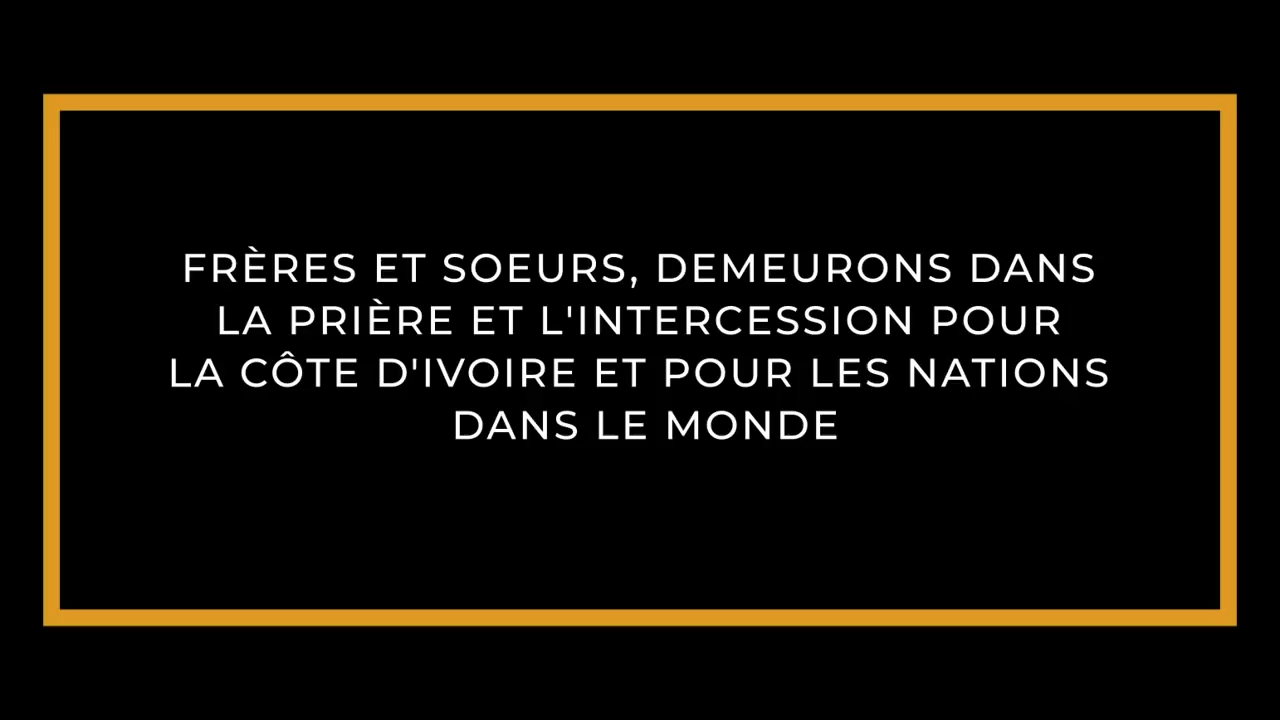 FRÈRES ET SOEURS, DEMEURONS DANS
LA PRIÈRE ET L'INTERCESSION POUR
LA CÔTE D'IVOIRE ET POUR LES NATIONS
DANS LE MONDE